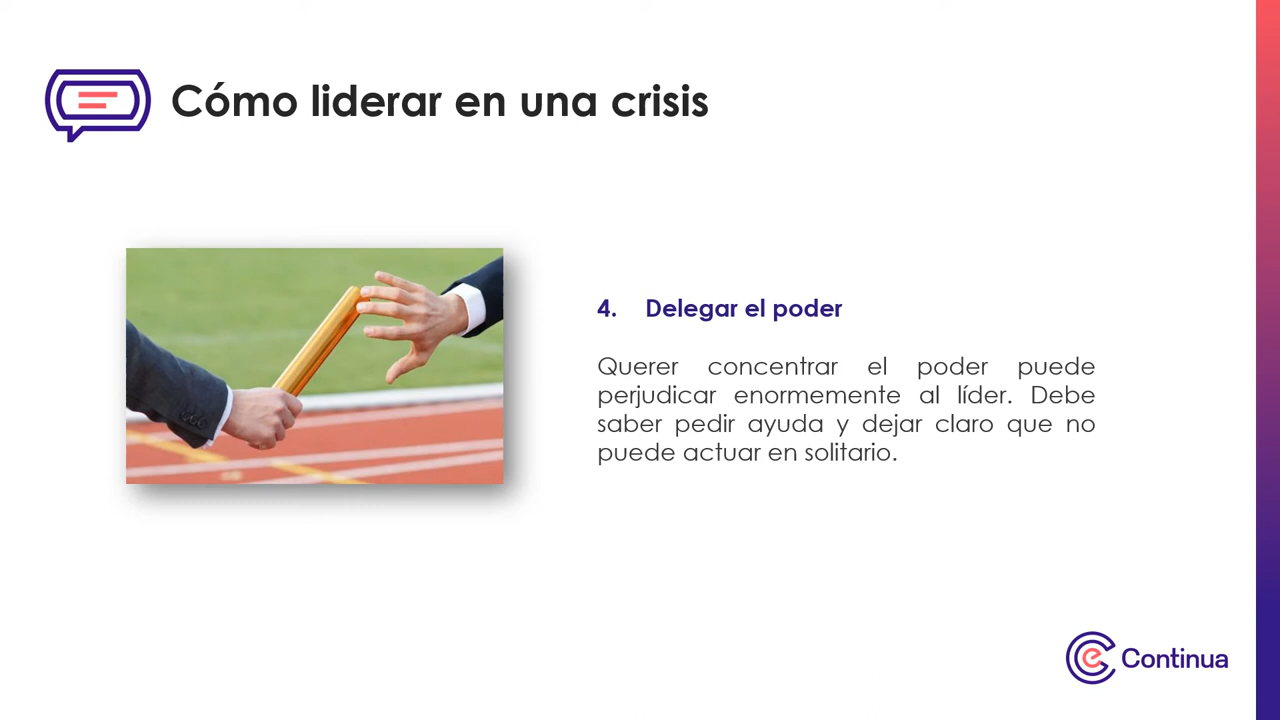 Cómo liderar en una crisis
4. Delegar el poder
Querer concentrar el poder puede
perjudicar enormemente al líder. Debe
saber pedir ayuda y dejar claro que no
puede actuar en solitario.
Continua